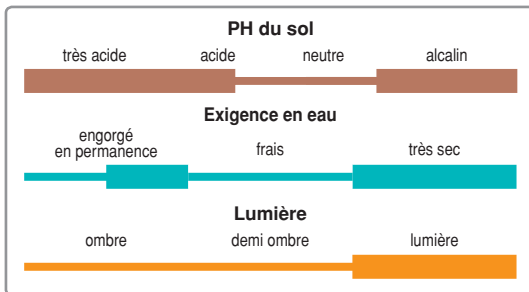 PH du sol
très acide acide neutre alcalin
Exigence en eau
engorgé
en permanence frais très sec
Lumière
ombre demi ombre lumière